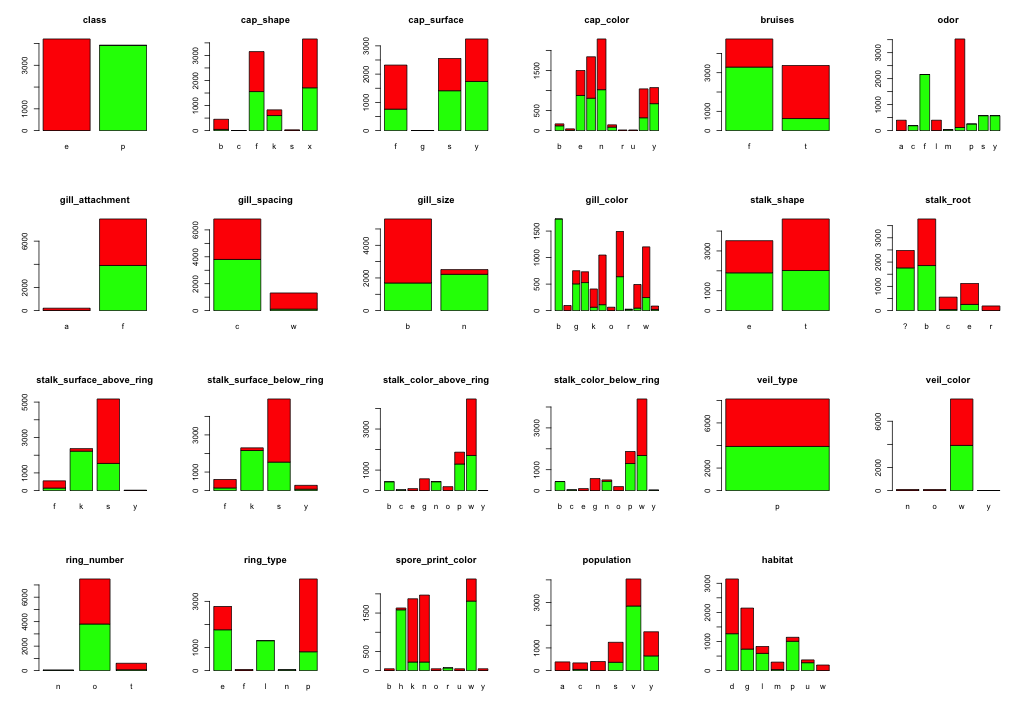 class cap_shape cap_surface cap_color bruises odor
0 1000 3000
e p
0 1000 2000 3000
b c f k s x
0 1000 2000 3000
f g s y
0 500 1500
b e n r u y
0 1000 3000
f t
0 1000 2000 3000
a c f l m p s y
gill_attachment gill_spacing gill_size gill_color stalk_shape stalk_root
0 2000 6000
a f
0 2000 4000 6000
c w
0 2000 4000
b n
0 500 1000 1500
b g k o r w
0 1000 3000
e t
0 1000 2000 3000
? b c e r
stalk_surface_above_ring stalk_surface_below_ring stalk_color_above_ring stalk_color_below_ring veil_type veil_color
0 1000 3000 5000
f k s y
0 1000 3000
f k s y
0 1000 3000
b c e g n o p w y
0 1000 3000
b c e g n o p w y
0 2000 6000
p
0 2000 6000
n o w y
ring_number ring_type spore_print_color population habitat
0 2000 4000 6000
n o t
0 1000 3000
e f l n p
0 500 1500
b h k n o r u w y
0 1000 3000
a c n s v y
0 1000 2000 3000
d g l m p u w